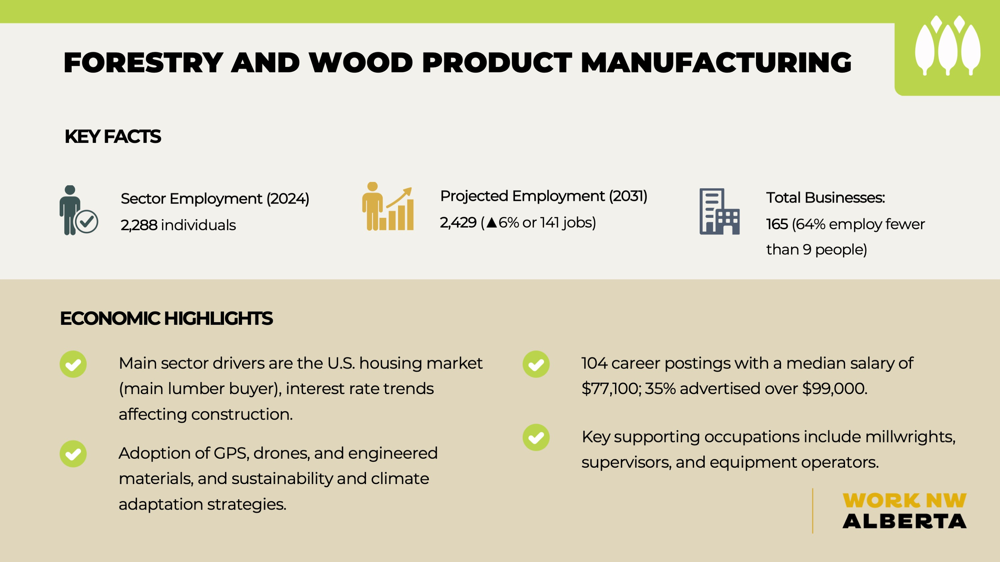 FORESTRY AND WOOD PRODUCT MANUFACTURING
KEY FACTS
Sector Employment (2024)
2,288 individuals
Projected Employment (2031)
2,429 (▲6% or 141 jobs)
Total Businesses:
165 (64% employ fewer
than 9 people)
ECONOMIC HIGHLIGHTS
Main sector drivers are the U.S. housing market
(main lumber buyer), interest rate trends
affecting construction.
Adoption of GPS, drones, and engineered
materials, and sustainability and climate
adaptation strategies.
104 career postings with a median salary of
$77,100; 35% advertised over $99,000.
Key supporting occupations include millwrights,
supervisors, and equipment operators.
WORK NW
ALBERTA